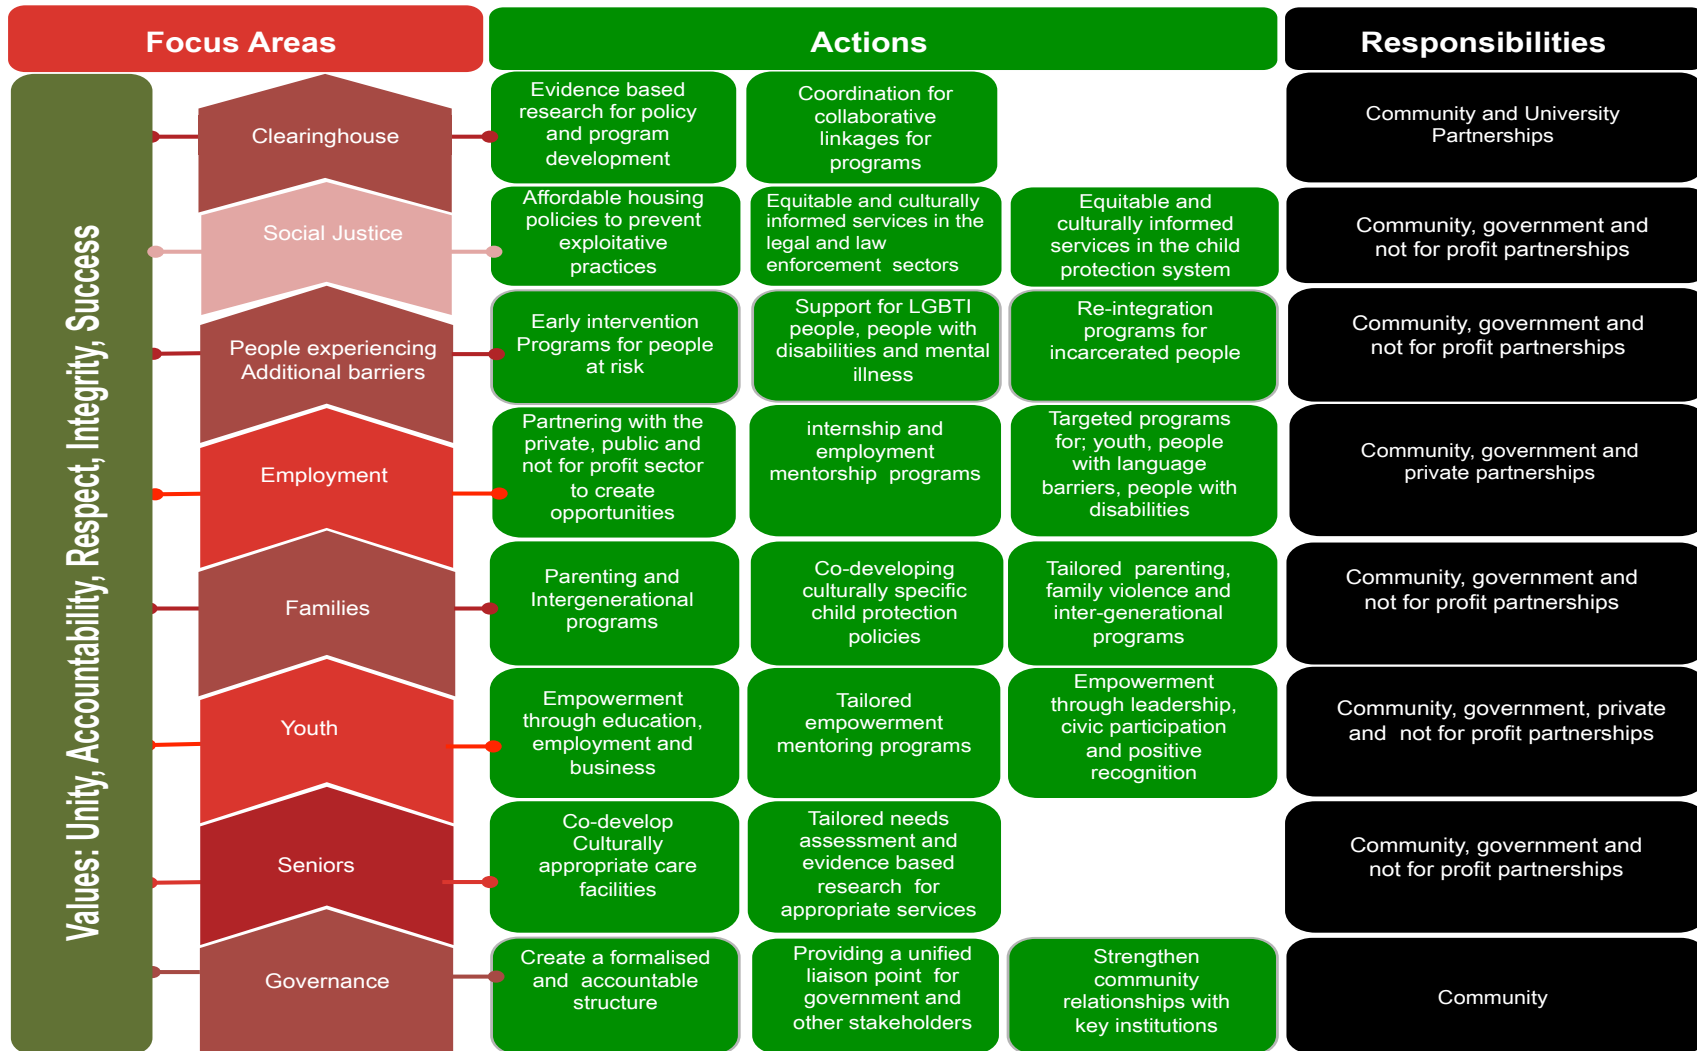 Focus Areas
Actions
Responsibilities
Values: Unity, Accountability, Respect, Integrity, Success
Clearinghouse
Evidence based
research for policy
and program
development
Coordination for
collaborative
linkages for
programs
Community and University
Partnerships
Social Justice
Affordable housing
policies to prevent
exploitative
practices
Equitable and culturally
informed services in the
legal and law
enforcement sectors
Equitable and
culturally informed
services in the child
protection system
Community, government and
not for profit partnerships
People experiencing
Additional barriers
Early intervention
Programs for people
at risk
Support for LGBTI
people, people with
disabilities and mental
illness
Re-integration
programs for
incarcerated people
Community, government and
not for profit partnerships
Employment
Partnering with the
private, public and
not for profit sector
to create
opportunities
internship and
employment
mentorship programs
Targeted programs
for; youth, people
with language
barriers, people with
disabilities
Community, government and
private partnerships
Families
Parenting and
Intergenerational
programs
Co-developing
culturally specific
child protection
policies
Tailored parenting,
family violence and
inter-generational
programs
Community, government and
not for profit partnerships
Youth
Empowerment
through education,
employment and
business
Tailored
empowerment
mentoring programs
Empowerment
through leadership,
civic participation
and positive
recognition
Community, government, private
and not for profit partnerships
Seniors
Co-develop
Culturally
appropriate care
facilities
Tailored needs
assessment and
evidence based
research for
appropriate services
Community, government and
not for profit partnerships
Governance
Create a formalised
and accountable
structure
Providing a unified
liaison point for
government and
other stakeholders
Strengthen
community
relationships with
key institutions
Community